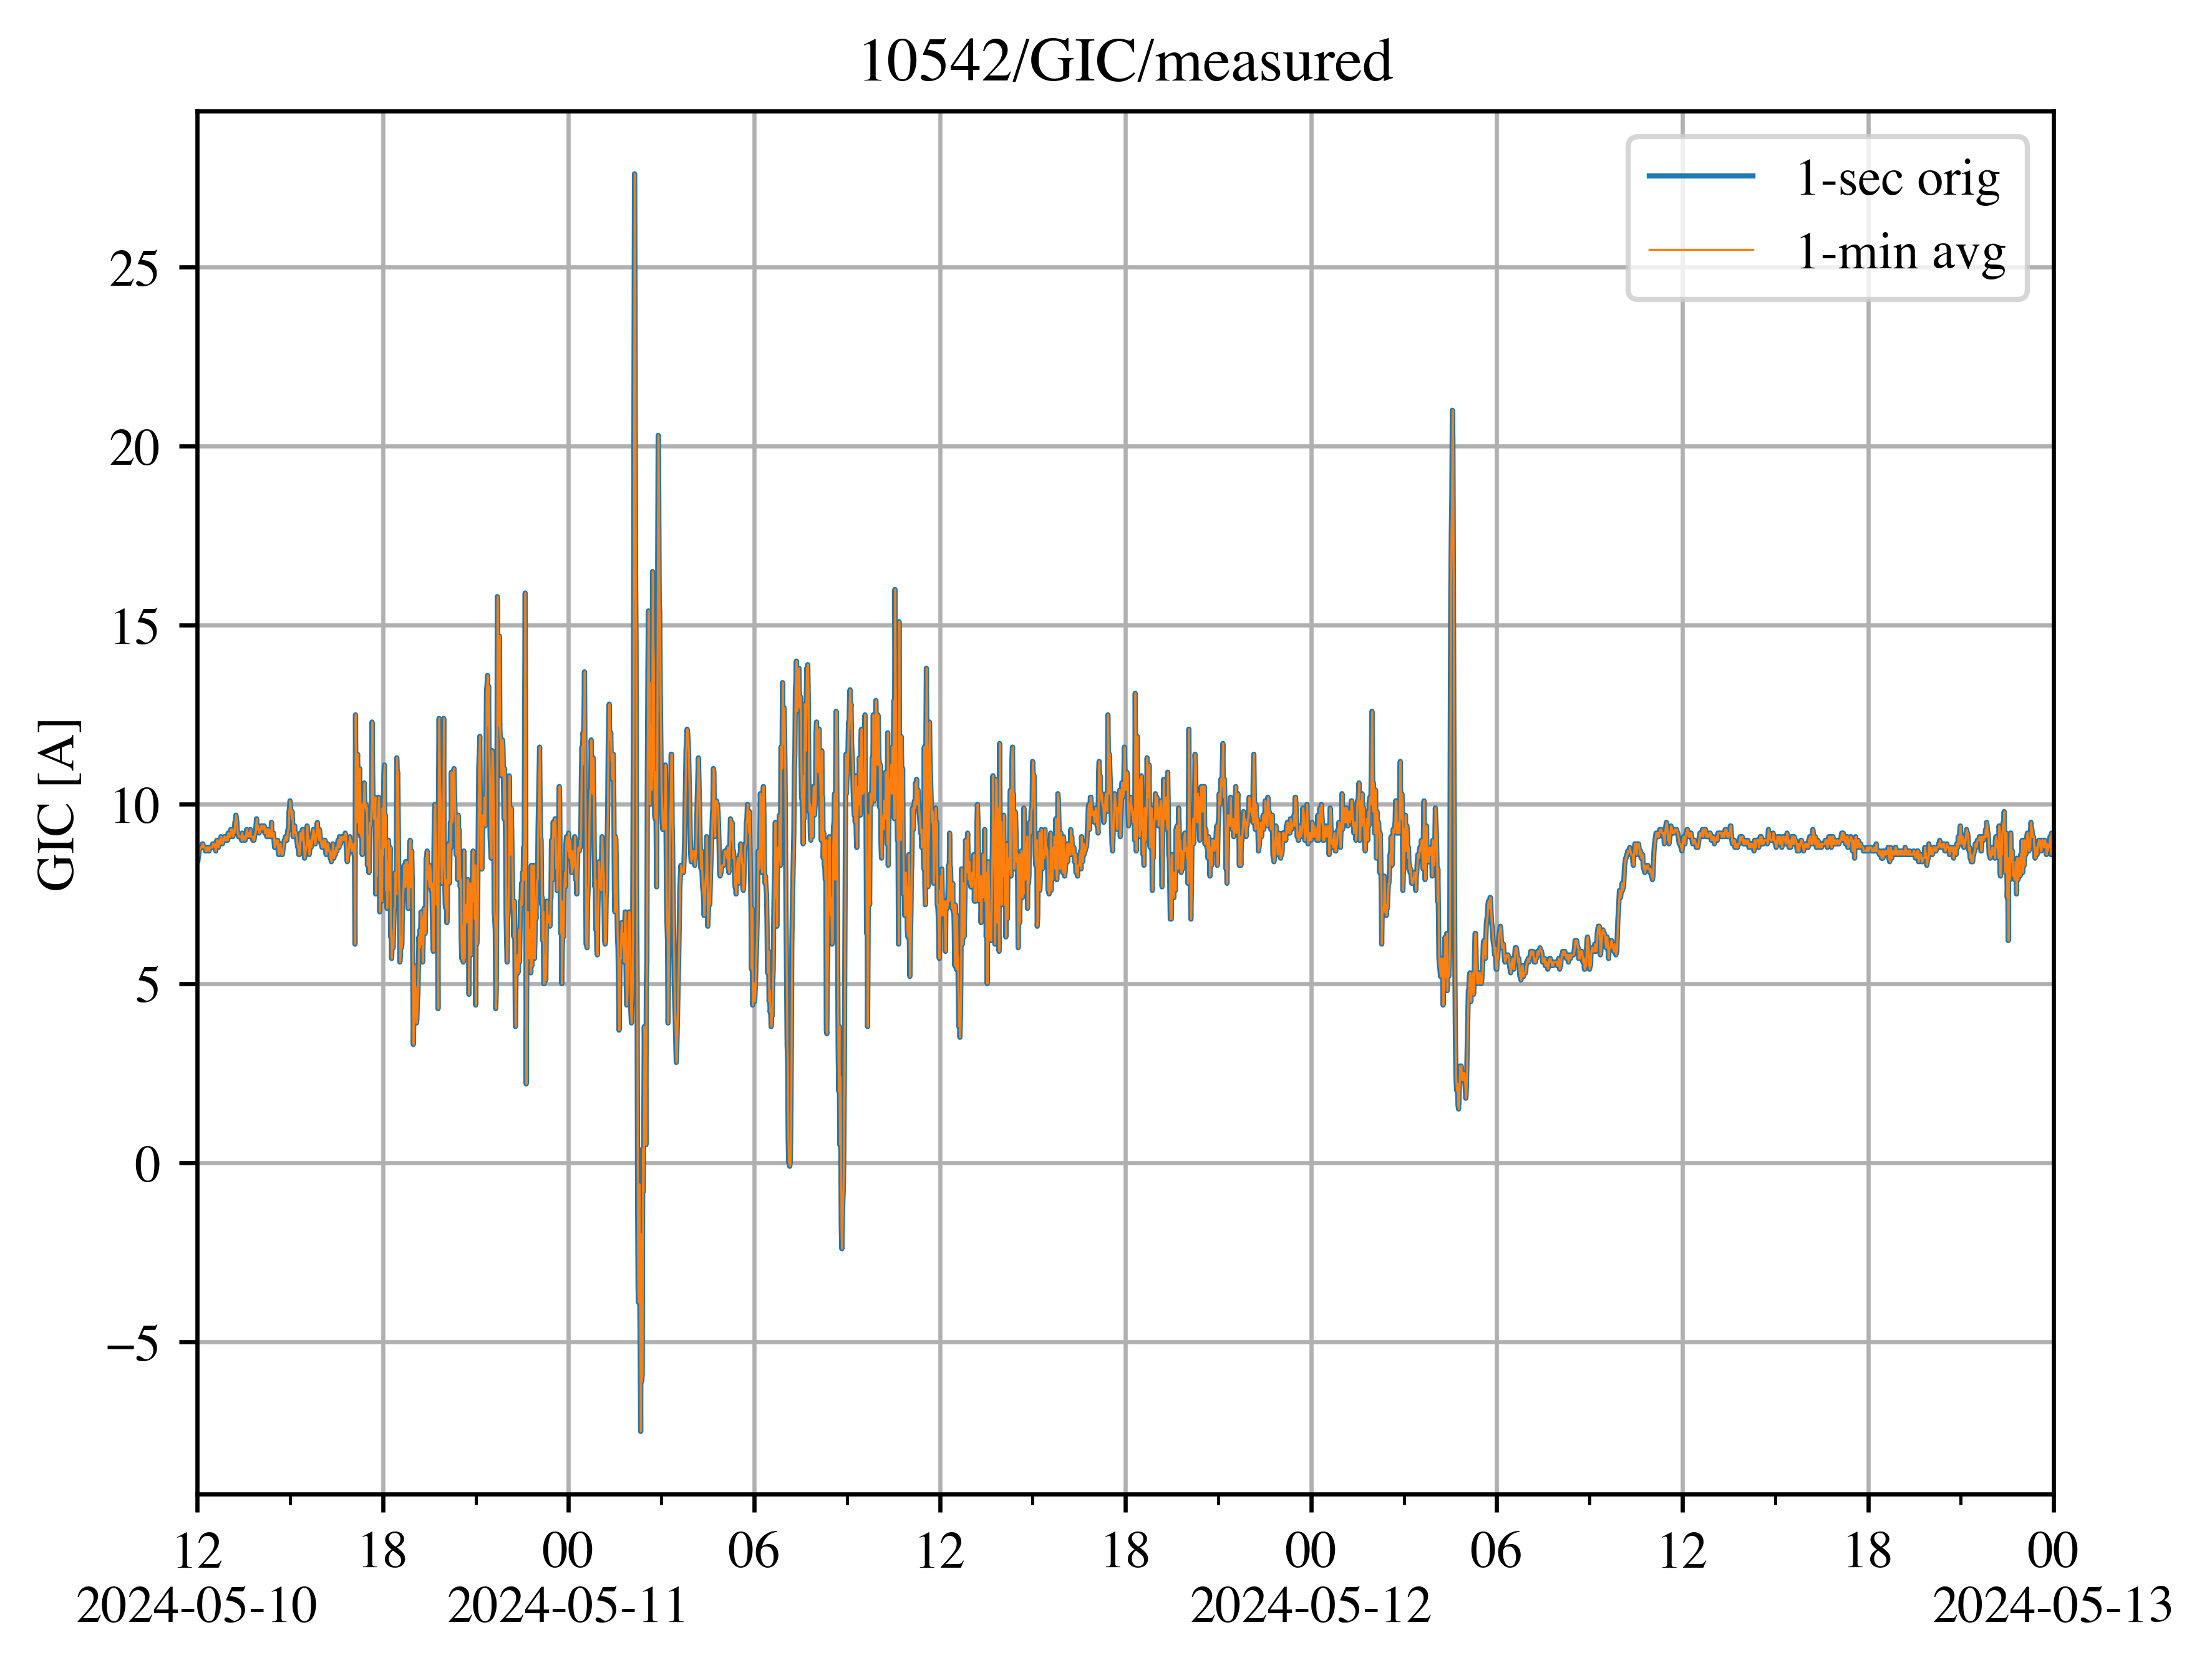 10542/GIC/measured
1-sec orig
1-min avg
GIC [A]
25
20
15
10
5
0
−5
12 18 00 06 12 18 00 06 12 18 00
2024-05-10 2024-05-11 2024-05-12 2024-05-13